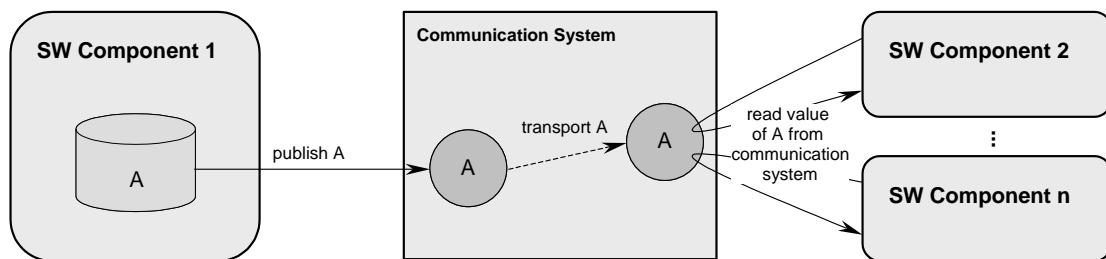 SW Component 1
A
publish A
Communication System
A
transport A
A
read value
of A from
communication
system
SW Component 2
...
SW Component n